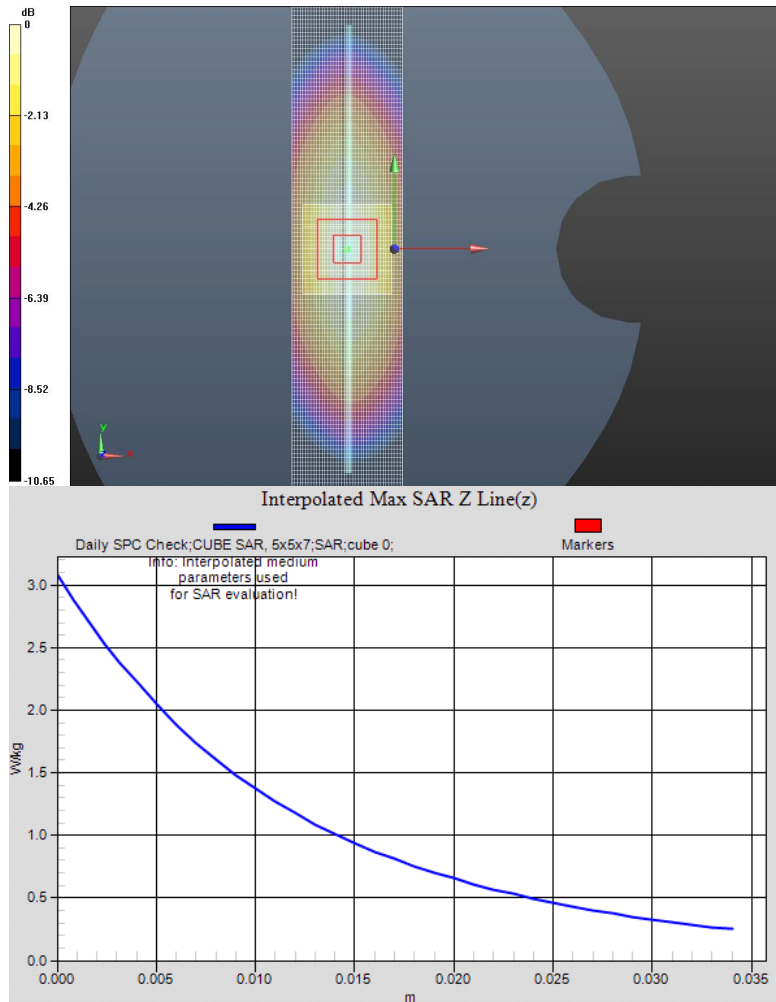 dB
0
-2.13
-4.26
-6.39
-8.52
-10.65
y
x
z
Interpolated Max SAR Z Line(z)
Daily SPC Check;CUBE SAR, 5x5x7;SAR;cube 0;
Markers
Info: Interpolated medium
parameters used
for SAR evaluation!
3.0
2.5
2.0
1.5
1.0
0.5
0.0
W/kg
0.000 0.005 0.010 0.015 0.020 0.025 0.030 0.035
m